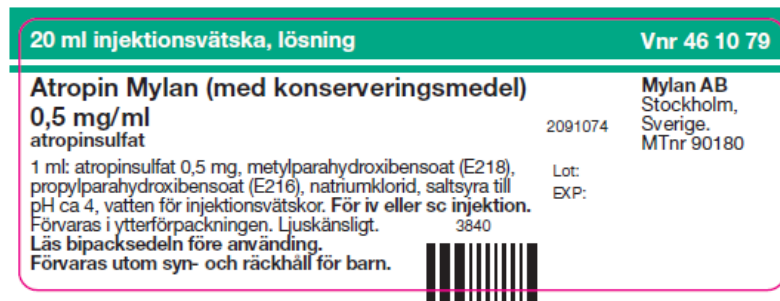 20 ml injektionsvätska, lösning
Vnr 46 10 79
Atropin Mylan (med konserveringsmedel)
0,5 mg/ml
atropinsulfat
1 ml: atropinsulfat 0,5 mg, metylparahydroxibensoat (E218),
propylparahydroxibensoat (E216), natriumklorid, saltsyra till
pH ca 4, vatten för injektionsvätskor. För iv eller sc injektion.
Förvaras i ytterförpackningen. Ljuskänsligt.
Läs bipacksedeln före använding.
Förvaras utom syn- och räckhåll för barn.
3840
2091074
Lot:
EXP:
Mylan AB
Stockholm,
Sverige.
MTnr 90180